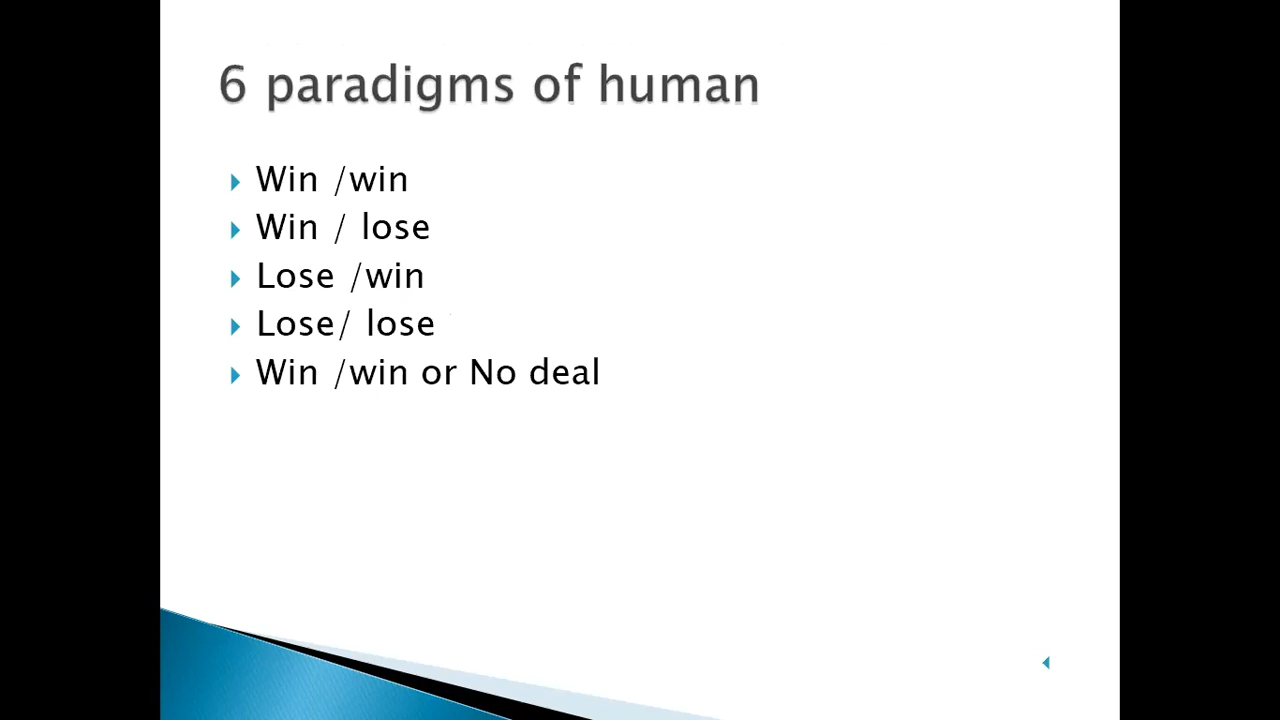 6 paradigms of human
Win /win
Win / lose
Lose /win
Lose/ lose
Win /win or No deal